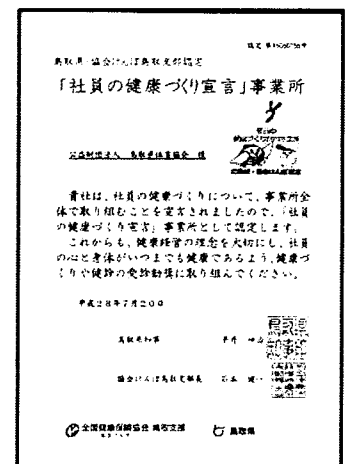 鳥取県・協会けんぽ鳥取支部認定
「社員の健康づくり宣言」事業所
公益財団法人 鳥取県体育協会 様
貴社は、社員の健康づくりについて、事業所全
体で取り組むことを宣言されましたので、「社員
の健康づくり宣言」事業所として認定します。
これからも、健康経営の理念を大切にし、社員
の心と身体がいつまでも健康であるよう、健康づ
くりや健診の受診勧奨に取り組んでください。
平成28年7月20日
鳥取県知事 平井 伸治
協会けんぽ鳥取支部長
全国健康保険協会 鳥取支部
協会けんぽ
鳥取県